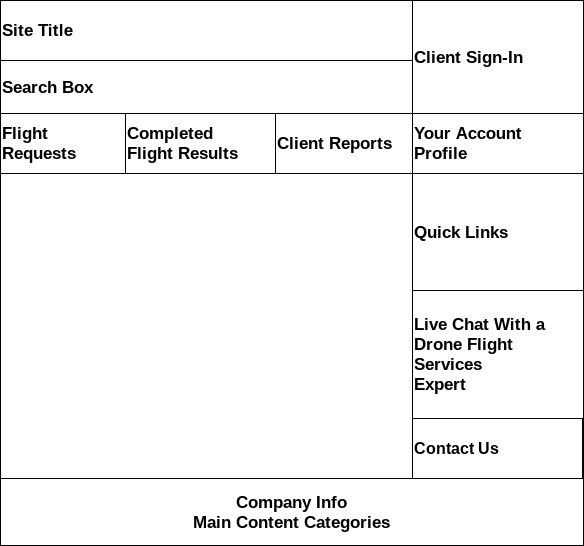 Site Title
Client Sign-In
Search Box
Flight
Requests
Completed
Flight Results
Client Reports
Your Account
Profile
Quick Links
Live Chat With a
Drone Flight
Services
Expert
Contact Us
Company Info
Main Content Categories